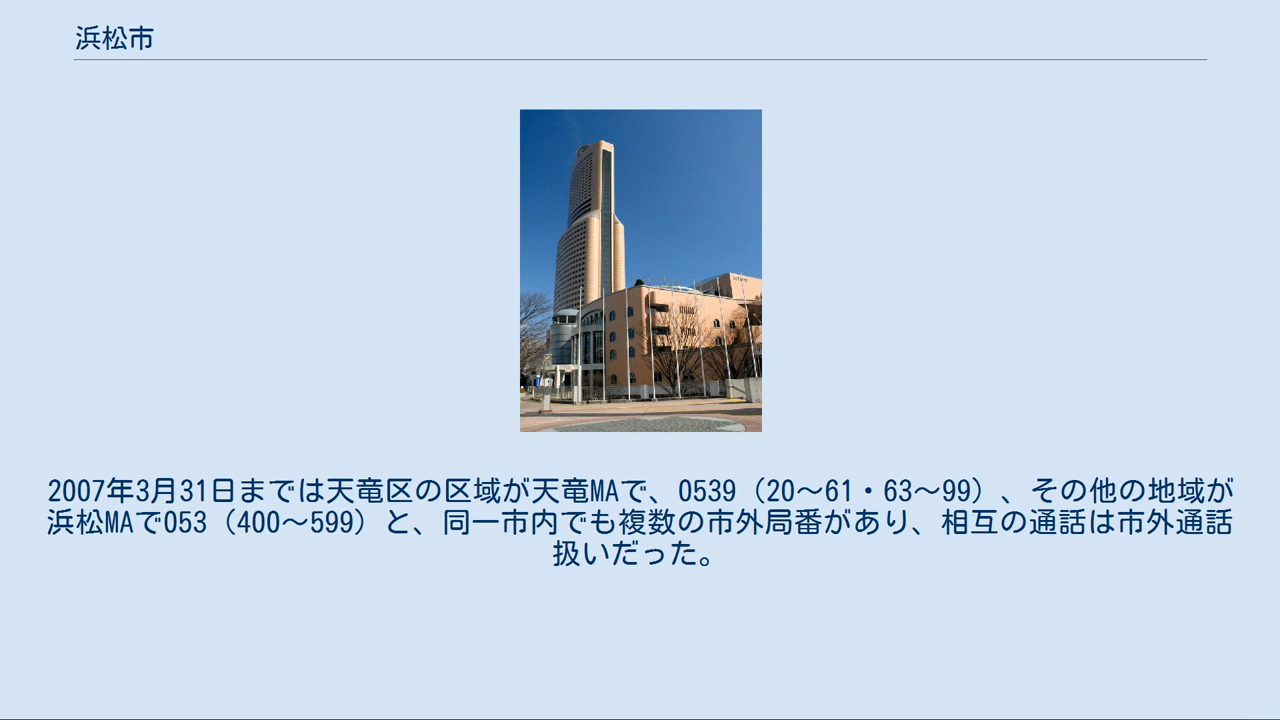 浜松市
2007年3月31日までは天竜区の区域が天竜MAで、0539（20～61・63～99）、その他の地域が
浜松MAで053（400～599）と、同一市内でも複数の市外局番があり、相互の通話は市外通話
扱いだった。